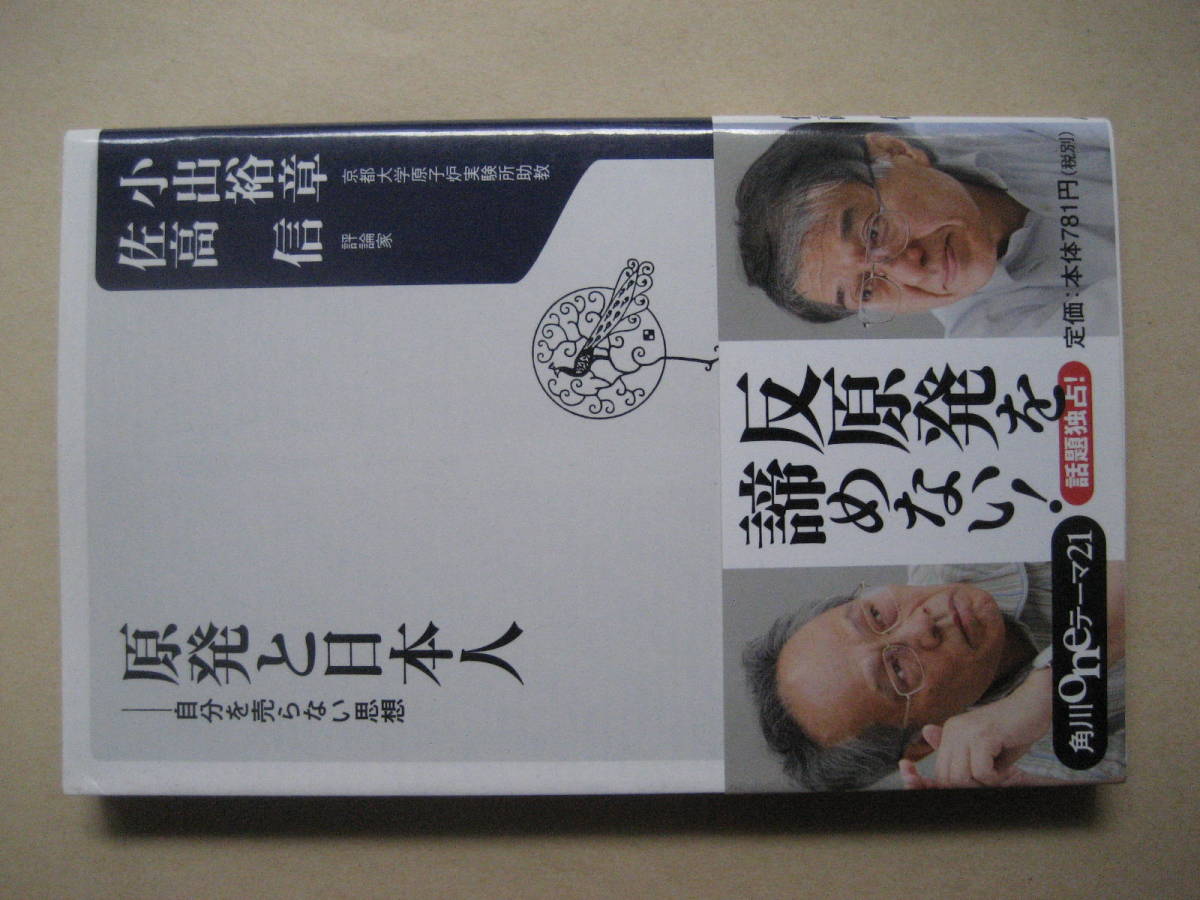 原発と日本人
――自分を売らない思想
小出裕章
京都大学原子炉実験所助教
佐高 信
評論家
反原発を
諦めない!
話題独占!
定価:本体781円(税別)
角川oneテーマ21